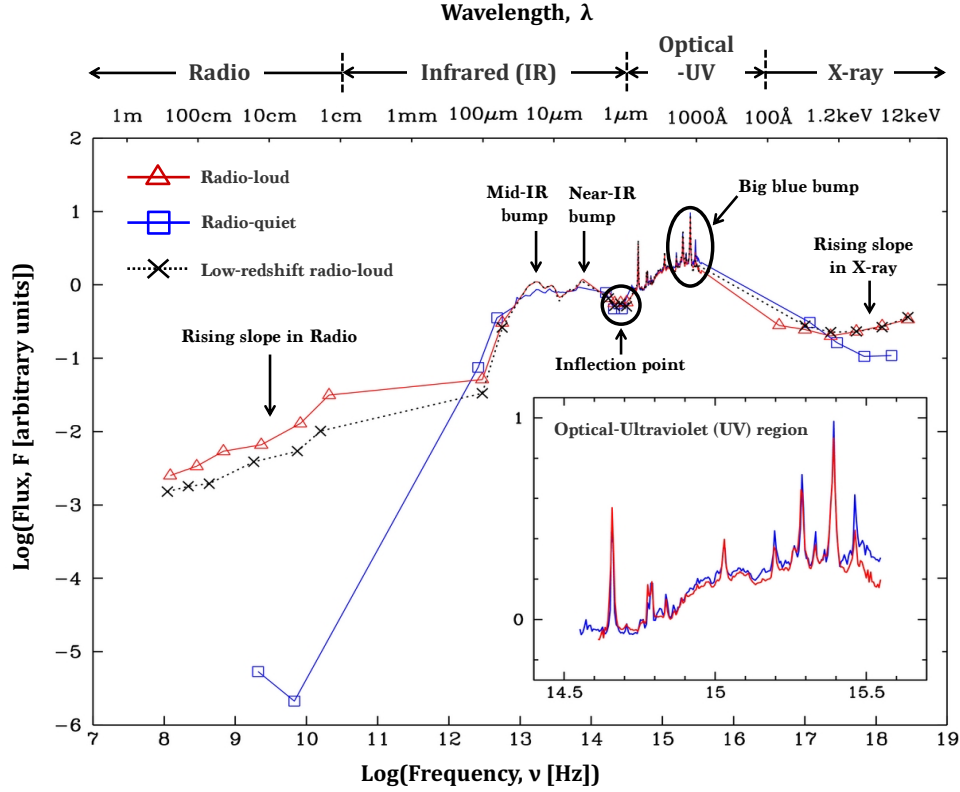 Wavelength, λ
Radio
Infrared (IR)
Optical
-UV
X-ray
1m 100cm 10cm 1cm 1mm 100μm 10μm 1μm 1000Å 100Å 1.2keV 12keV
2
1
0
−1
−2
−3
−4
−5
−6
Log(Flux, F [arbitrary units])
Radio-loud
Radio-quiet
Low-redshift radio-loud
Mid-IR
bump
Near-IR
bump
Big blue bump
Rising slope
in X-ray
Rising slope in Radio
Inflection point
Optical-Ultraviolet (UV) region
1
0
14.5 15 15.5
7 8 9 10 11 12 13 14 15 16 17 18 19
Log(Frequency, ν [Hz])